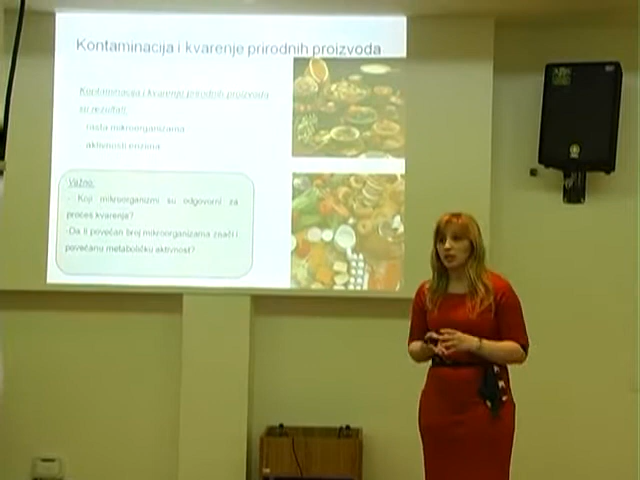 Kontaminacija i kvarenje prirodnih proizvoda
Kontaminacija i kvarenje prirodnih proizvoda
su rezultat:
rasta mikroorganizama
aktivnosti enzima
Važno:
- Koji mikroorganizmi su odgovorni za
proces kvarenja?
-Da li povećan broj mikroorganizama znači i
povećanu metaboličku aktivnost?